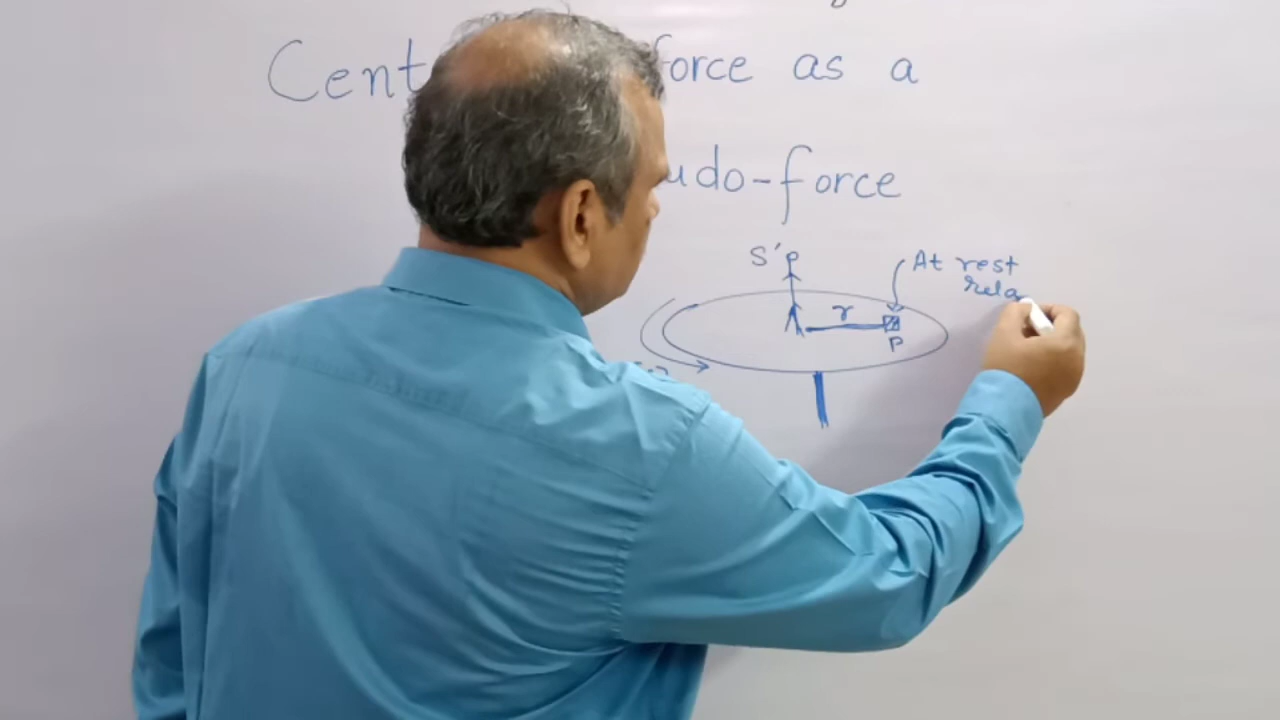 Cent force as a
udo-force
S'
At rest
rela
r
P